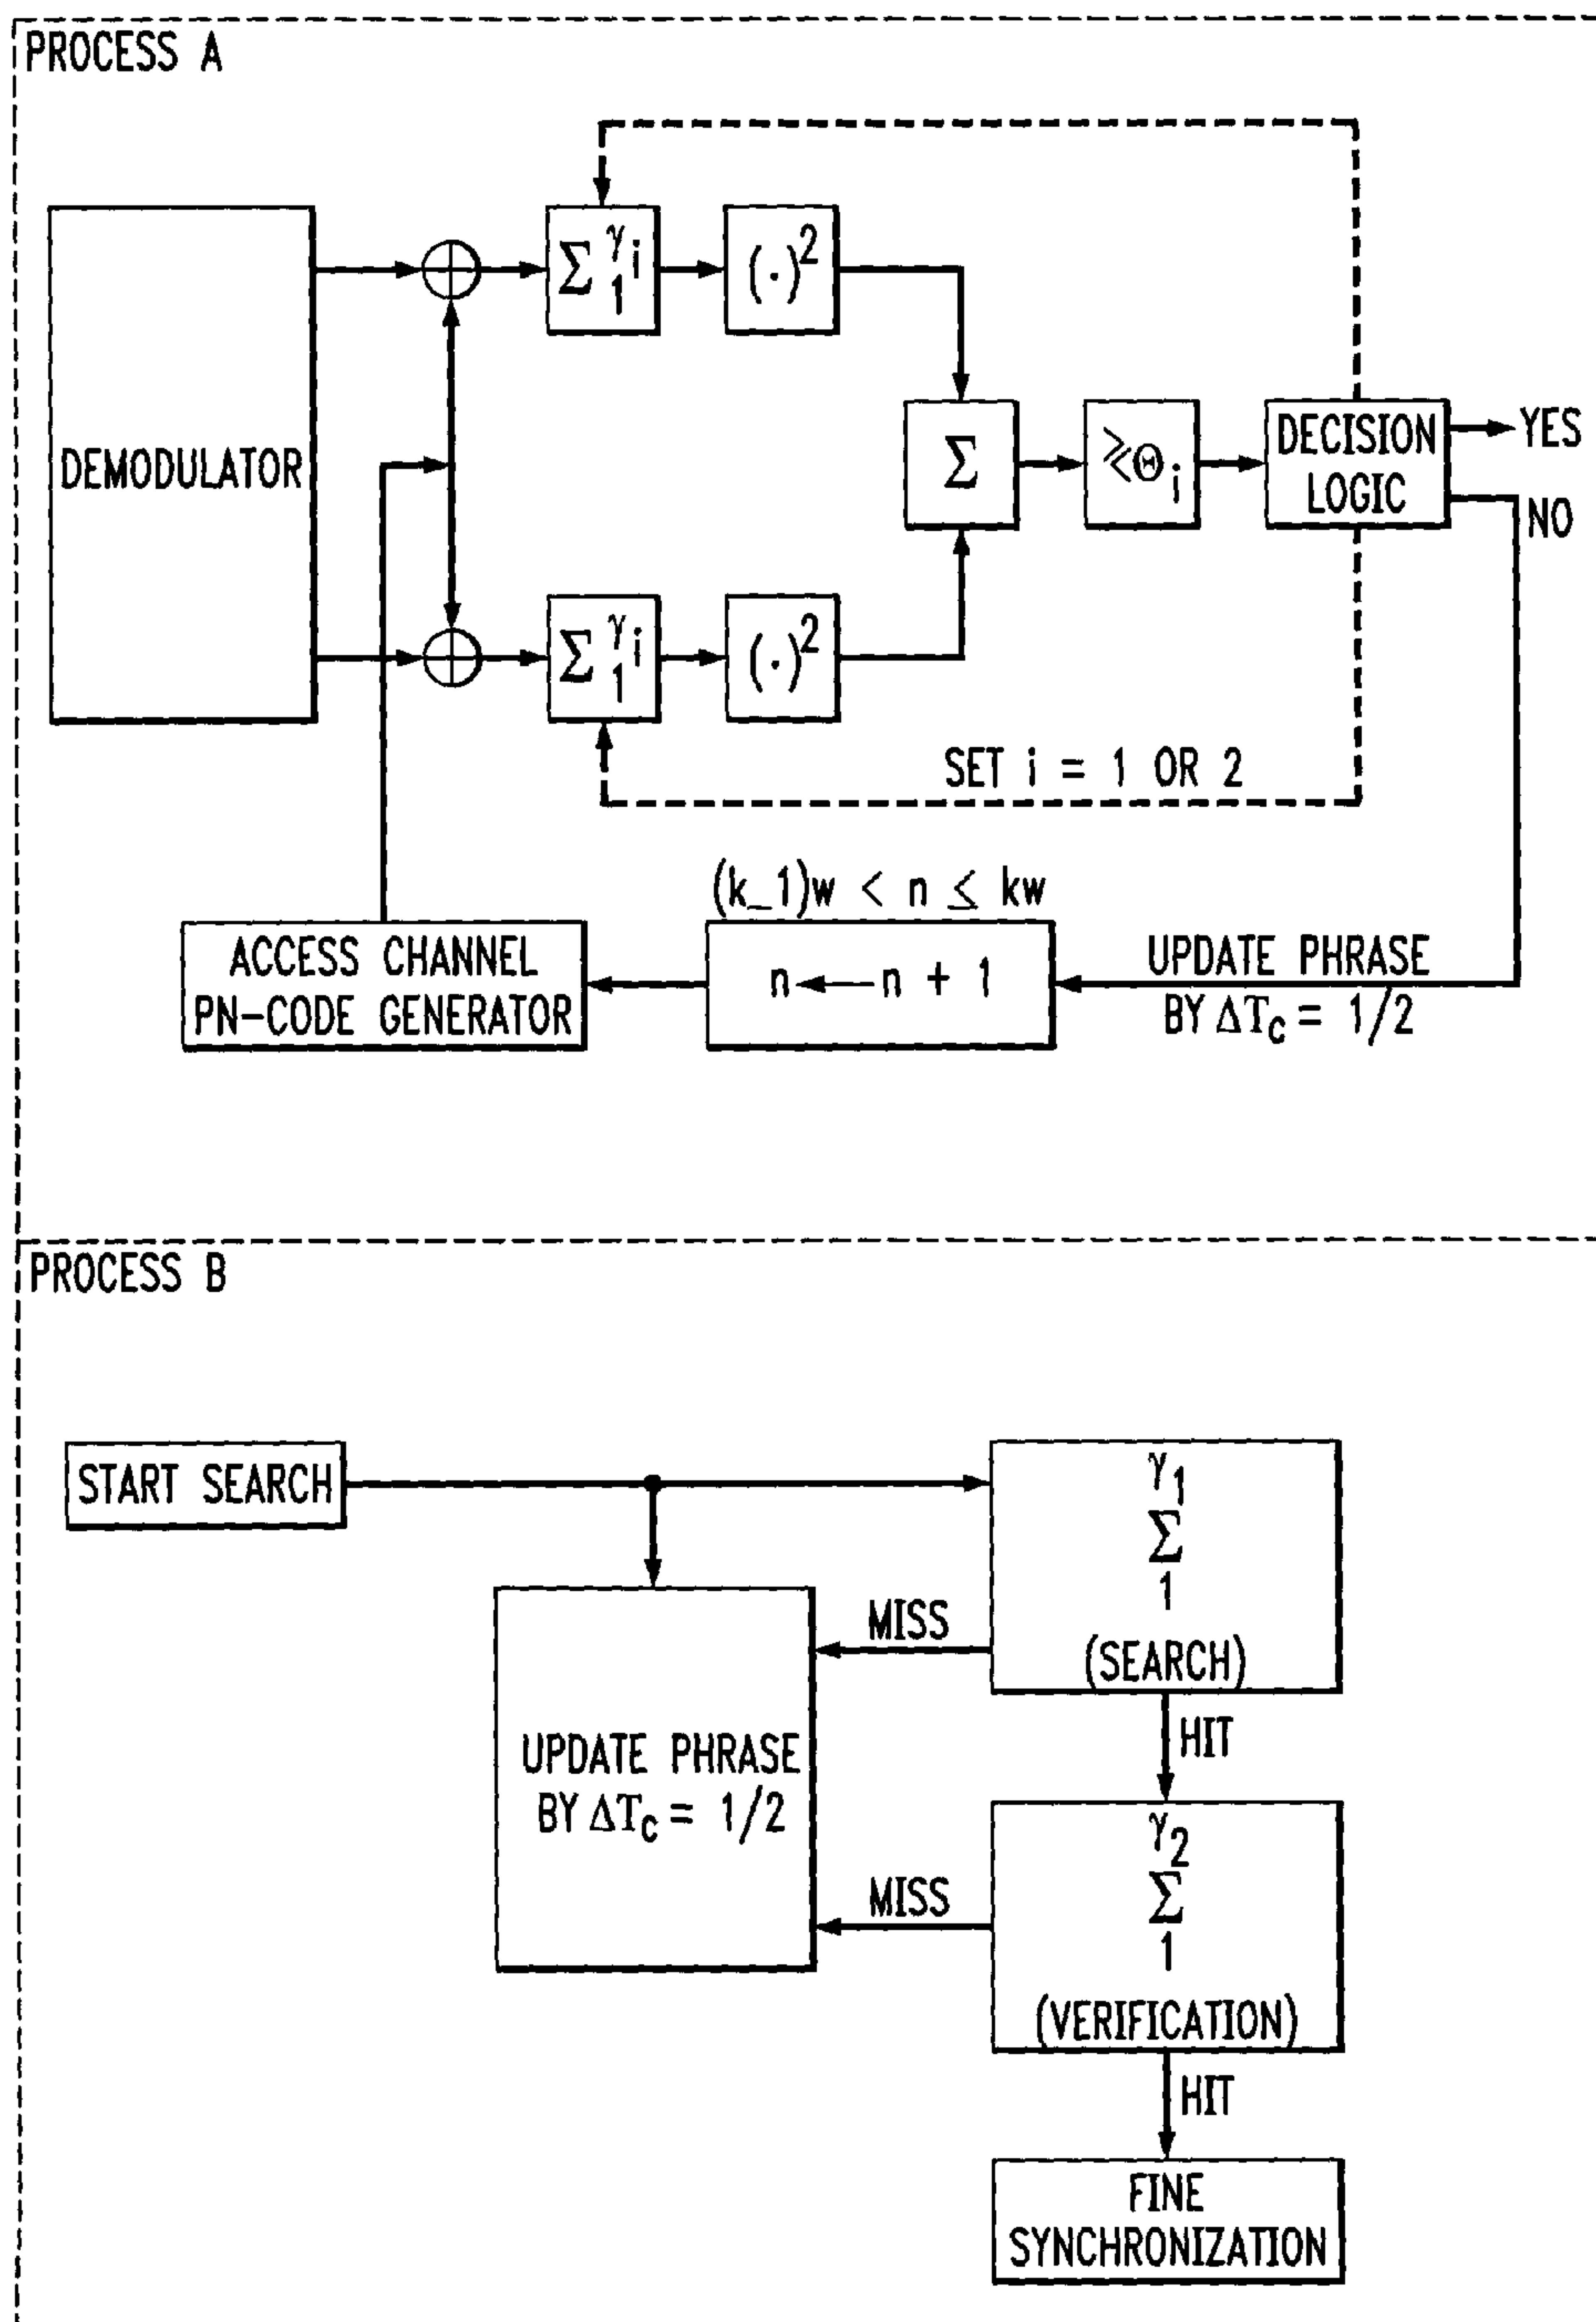 PROCESS A
Σ γi 1
(·)²
DEMODULATOR
Σ
⩾Θi
DECISION
LOGIC
YES
NO
Σ γi 1
(·)²
SET i = 1 OR 2
(k_1)w < n ≤ kw
ACCESS CHANNEL
PN-CODE GENERATOR
n ← n + 1
UPDATE PHRASE
BY ΔTc = 1/2
PROCESS B
START SEARCH
γ1
Σ
1
(SEARCH)
MISS
HIT
UPDATE PHRASE
BY ΔTc = 1/2
γ2
Σ
1
(VERIFICATION)
MISS
HIT
FINE
SYNCHRONIZATION